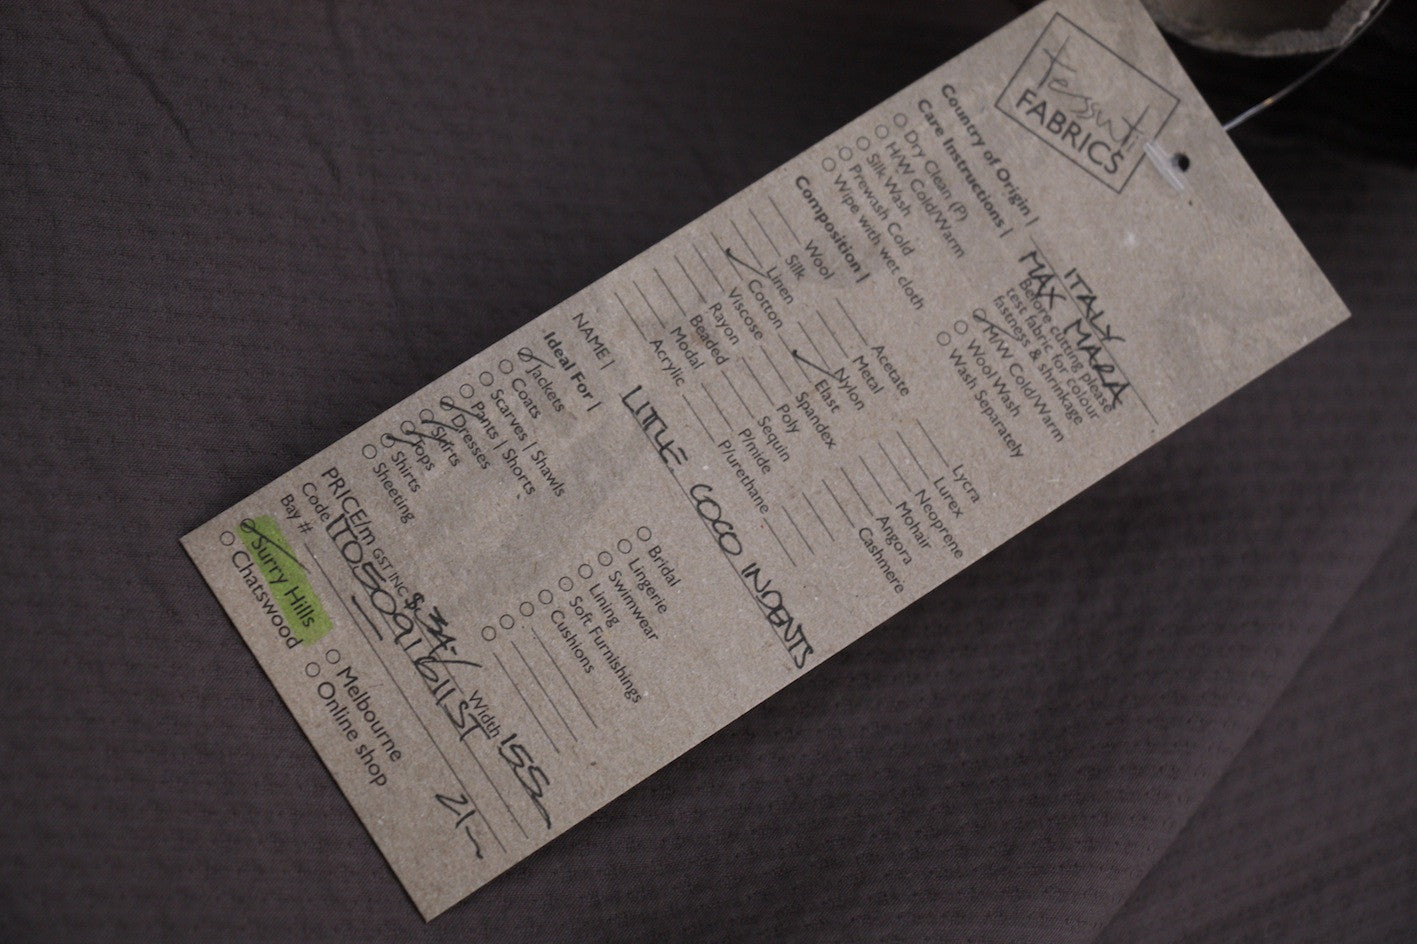 Tessuti
FABRICS
Country of Origin | ITALY
MAX MARA
Care Instructions | Before cutting please
test fabric for colour
fastness & shrinkage
Dry Clean (P)
H/W Cold/Warm
Silk Wash
Prewash Cold
Wipe with wet cloth
M/W Cold/Warm
Wool Wash
Wash Separately
Composition |
Wool
Silk
Linen
Cotton
Viscose
Rayon
Beaded
Modal
Acrylic
Acetate
Metal
Nylon
Elast
Spandex
Poly
Sequin
P/mide
P/urethane
Lycra
Lurex
Neoprene
Mohair
Angora
Cashmere
NAME | LITTLE COCO INDENTS
Ideal For |
Jackets
Coats
Scarves | Shawls
Pants | Shorts
Dresses
Skirts
Tops
Shirts
Sheeting
Bridal
Lingerie
Swimwear
Lining
Soft Furnishings
Cushions
PRICE/m GST INC $34.- Width 155
Code
Bay # 21
Surry Hills
Chatswood
Melbourne
Online shop